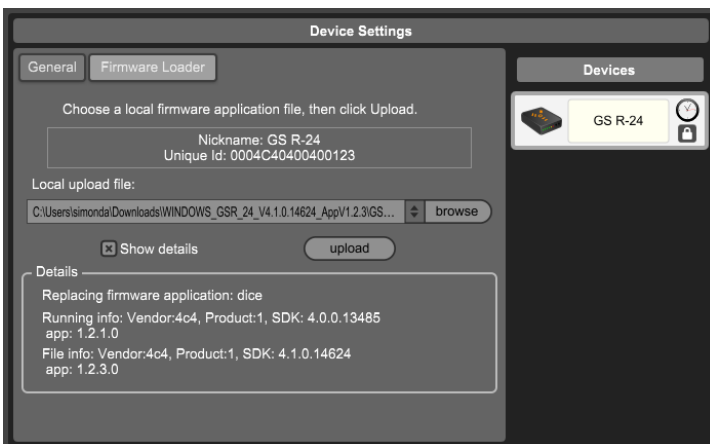 Device Settings
General
Firmware Loader
Choose a local firmware application file, then click Upload.
Nickname: GS R-24
Unique Id: 0004C40400400123
Local upload file:
C:\Users\simonda\Downloads\WINDOWS_GSR_24_V4.1.0.14624_AppV1.2.3\GS...
browse
Show details
upload
Details
Replacing firmware application: dice
Running info: Vendor:4c4, Product:1, SDK: 4.0.0.13485
app: 1.2.1.0
File info: Vendor:4c4, Product:1, SDK: 4.1.0.14624
app: 1.2.3.0
Devices
GS R-24